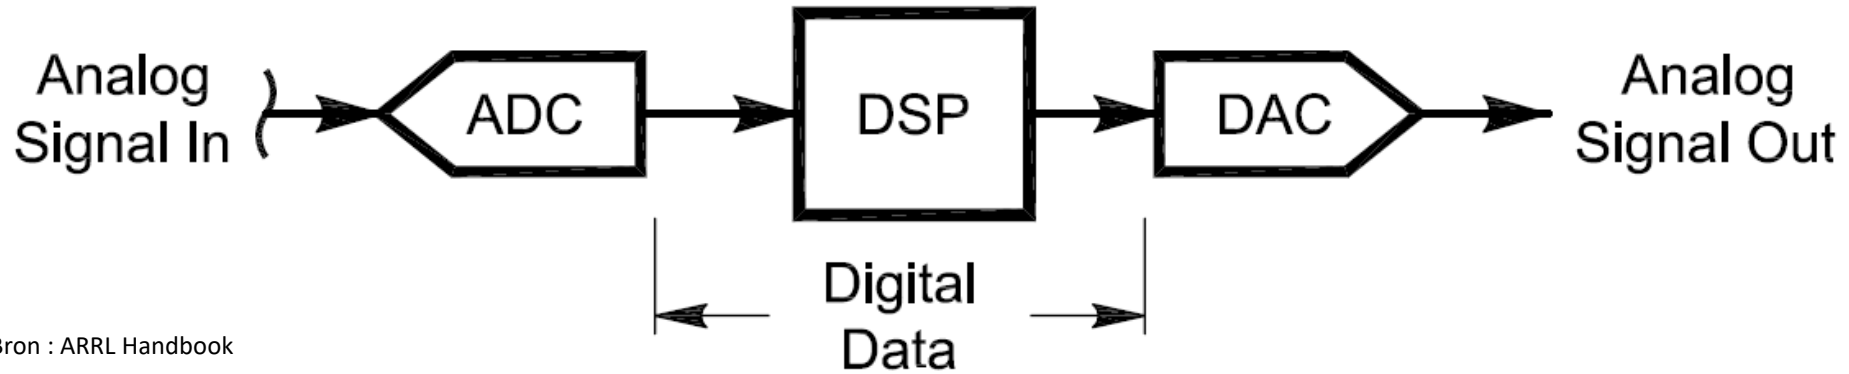 Analog
Signal In
ADC
DSP
DAC
Analog
Signal Out
Digital
Data
Bron : ARRL Handbook